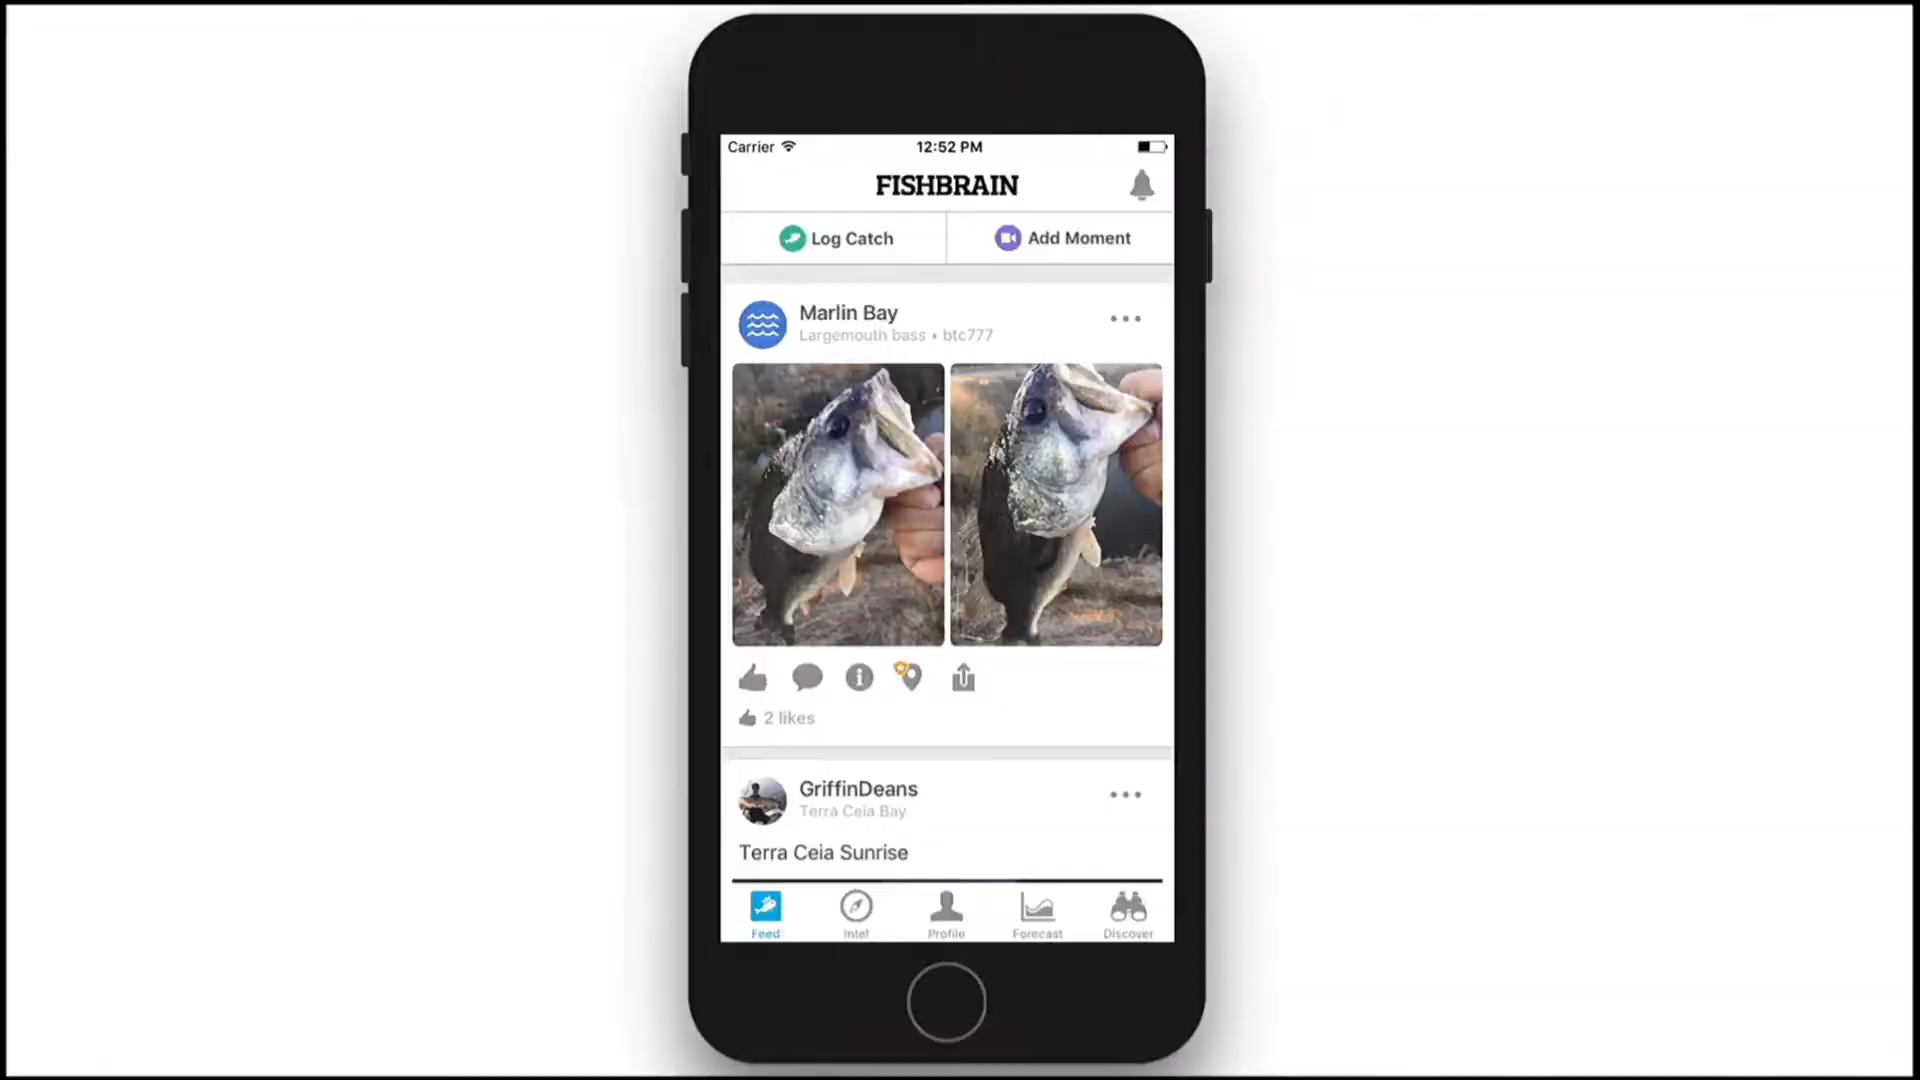 Carrier
12:52 PM
FISHBRAIN
Log Catch
Add Moment
Marlin Bay
Largemouth bass • btc777
2 likes
GriffinDeans
Terra Ceia Bay
Terra Ceia Sunrise
Feed
Intel
Profile
Forecast
Discover